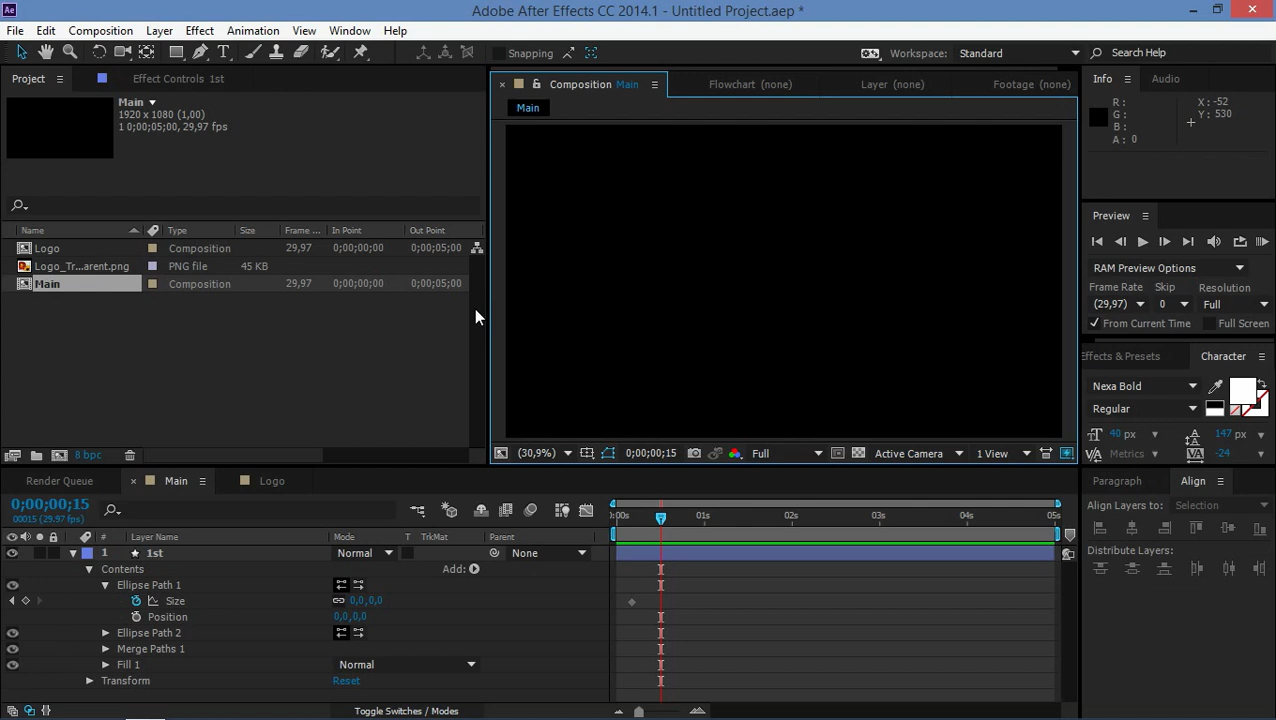 Ae Adobe After Effects CC 2014.1 - Untitled Project.aep *
File Edit Composition Layer Effect Animation View Window Help
T Snapping Workspace: Standard Search Help
Project Effect Controls 1st
Composition Main Flowchart (none) Layer (none) Footage (none)
Info Audio
Main
1920 x 1080 (1,00)
1 0;00;05;00, 29,97 fps
Main
R : X : -52
G : Y : 530
B :
A : 0
Preview
Name Type Size Frame ... In Point Out Point
Logo Composition 29,97 0;00;00;00 0;00;05;00
Logo_Tr...arent.png PNG file 45 KB
Main Composition 29,97 0;00;00;00 0;00;05;00
RAM Preview Options
Frame Rate Skip Resolution
(29,97) 0 Full
From Current Time Full Screen
Effects & Presets Character
Nexa Bold
Regular
40 px 147 px
Metrics -24
8 bpc
(30,9%) 0;00;00;15 Full Active Camera 1 View
Render Queue Main Logo
Paragraph Align
0;00;00;15
00015 (29.97 fps)
0:00s 01s 02s 03s 04s 05s
Align Layers to: Selection
Distribute Layers:
# Layer Name Mode T TrkMat Parent
1 1st Normal None
Contents Add:
Ellipse Path 1
Size 0,0,0,0
Position 0,0,0,0
Ellipse Path 2
Merge Paths 1
Fill 1 Normal
Transform Reset
Toggle Switches / Modes